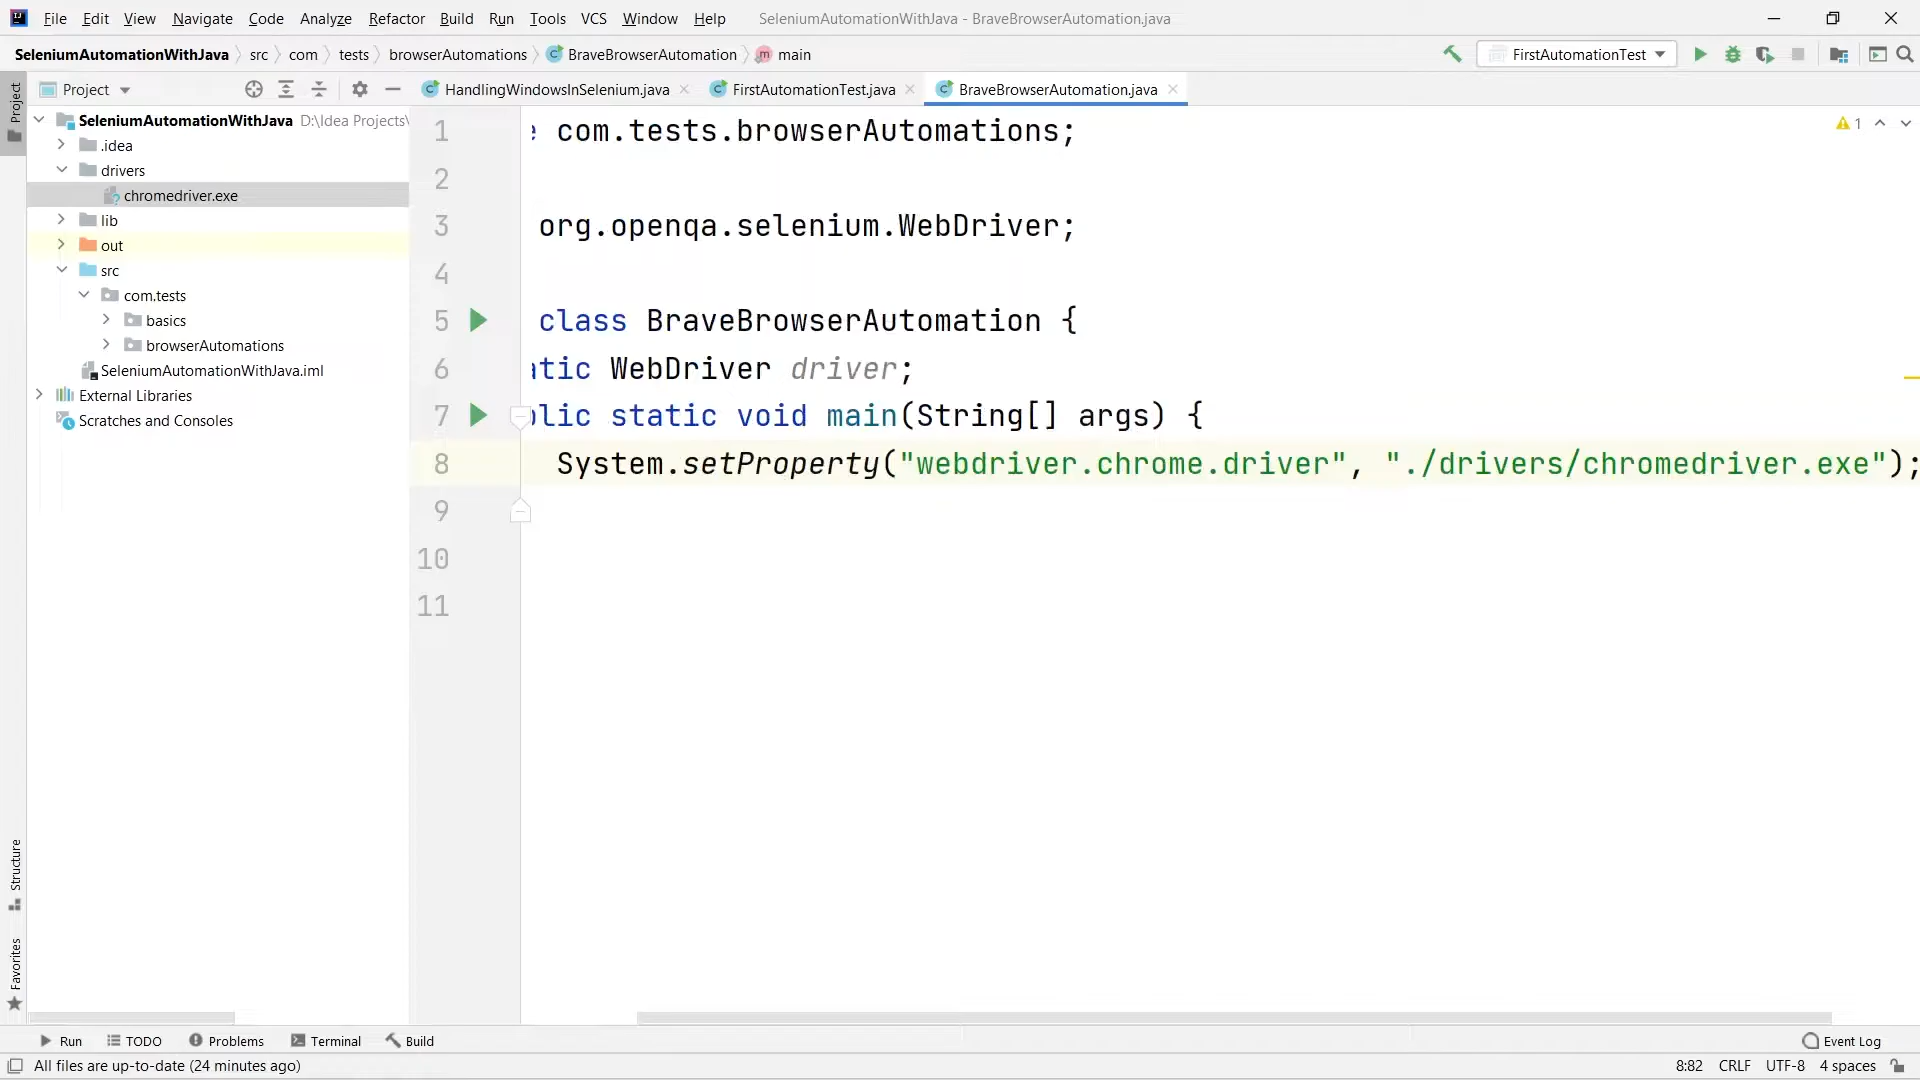 File Edit View Navigate Code Analyze Refactor Build Run Tools VCS Window Help SeleniumAutomationWithJava - BraveBrowserAutomation.java
SeleniumAutomationWithJava src com tests browserAutomations BraveBrowserAutomation main FirstAutomationTest
Project HandlingWindowsInSelenium.java FirstAutomationTest.java BraveBrowserAutomation.java
Project
SeleniumAutomationWithJava D:\Idea Projects\
.idea
drivers
chromedriver.exe
lib
out
src
com.tests
basics
browserAutomations
SeleniumAutomationWithJava.iml
External Libraries
Scratches and Consoles
1 e com.tests.browserAutomations;
2
3 org.openqa.selenium.WebDriver;
4
5 class BraveBrowserAutomation {
6 atic WebDriver driver;
7 blic static void main(String[] args) {
8 System.setProperty("webdriver.chrome.driver", "./drivers/chromedriver.exe");
9
10
11
1
Structure
Favorites
Run TODO Problems Terminal Build Event Log
All files are up-to-date (24 minutes ago) 8:82 CRLF UTF-8 4 spaces